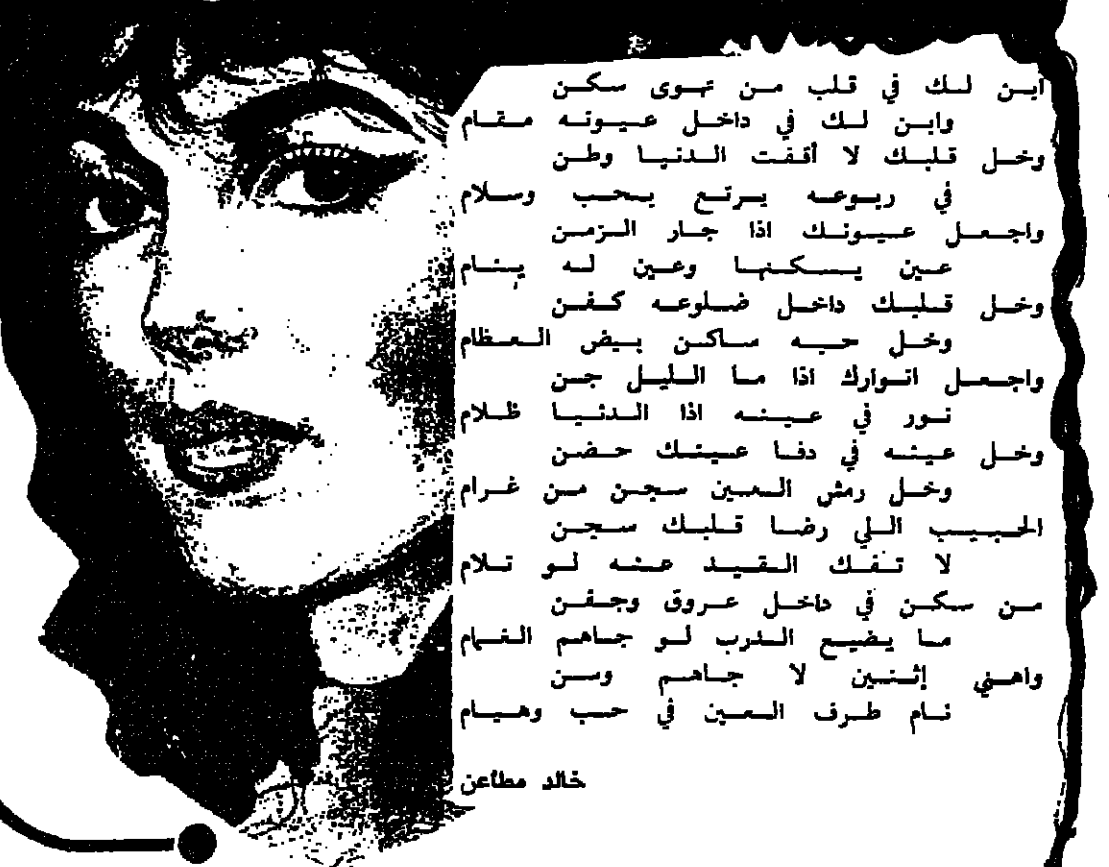 ابن لك في قلب من تهوى سكن
وابن لك في داخل عيونه مقام
وخل قلبك لا أقفت الدنيا وطن
في ربوعه يرتع بحب وسلام
واجعل عيونك اذا جار الزمن
عين يسكنها وعين له ينام
وخل قلبك داخل ضلوعه كفن
وخل حبه ساكن بيض العظام
واجعل انوارك اذا ما الليل جن
نور في عينه اذا الدنيا ظلام
وخل عينه في دفا عينك حضن
وخل رمش العين سجن من غرام
الحبيب اللي رضا قلبك سجن
لا تفك القيد عنه لو تلام
من سكن في داخل عروق وجفن
ما يضيع الدرب لو جاهم النهام
واهني إثنين لا جاهم وسن
نام طرف العين في حب وهيام
خالد مطاعن